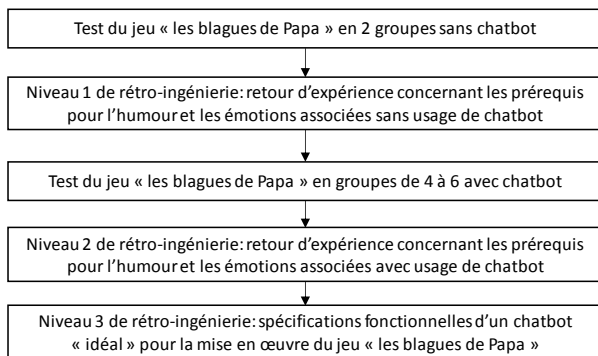 Test du jeu « les blagues de Papa » en 2 groupes sans chatbot
Niveau 1 de rétro-ingénierie: retour d’expérience concernant les prérequis
pour l’humour et les émotions associées sans usage de chatbot
Test du jeu « les blagues de Papa » en groupes de 4 à 6 avec chatbot
Niveau 2 de rétro-ingénierie: retour d’expérience concernant les prérequis
pour l’humour et les émotions associées avec usage de chatbot
Niveau 3 de rétro-ingénierie: spécifications fonctionnelles d’un chatbot
« idéal » pour la mise en œuvre du jeu « les blagues de Papa »